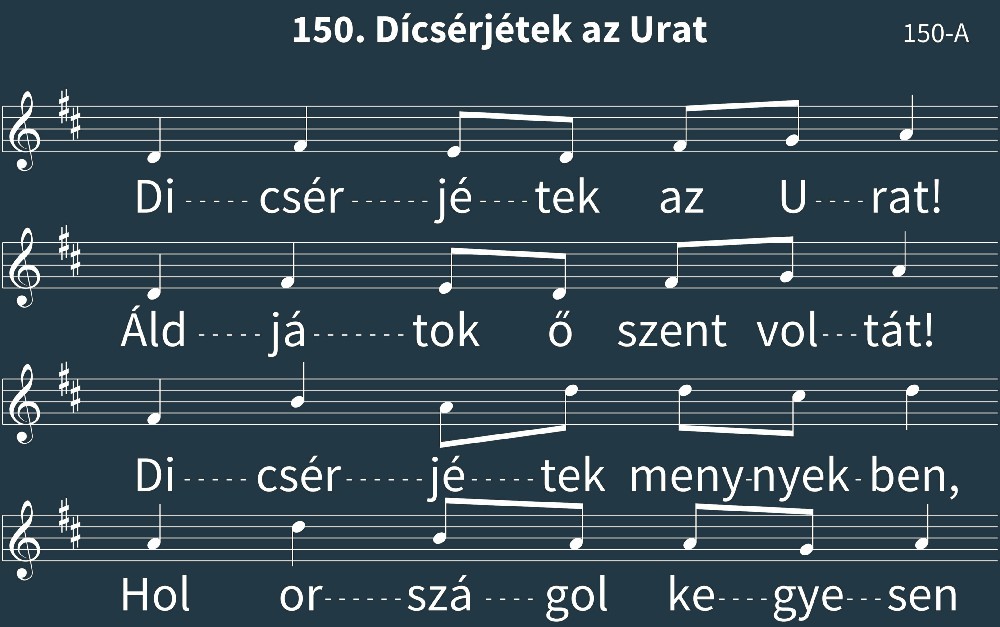 150. Dícsérjétek az Urat
150-A
Di-----csér------jé----tek az U----rat!
Áld-----já-------tok ő szent vol---tát!
Di-----csér------jé-----tek meny-nyek-ben,
Hol or-----szá----gol ke----gye---sen